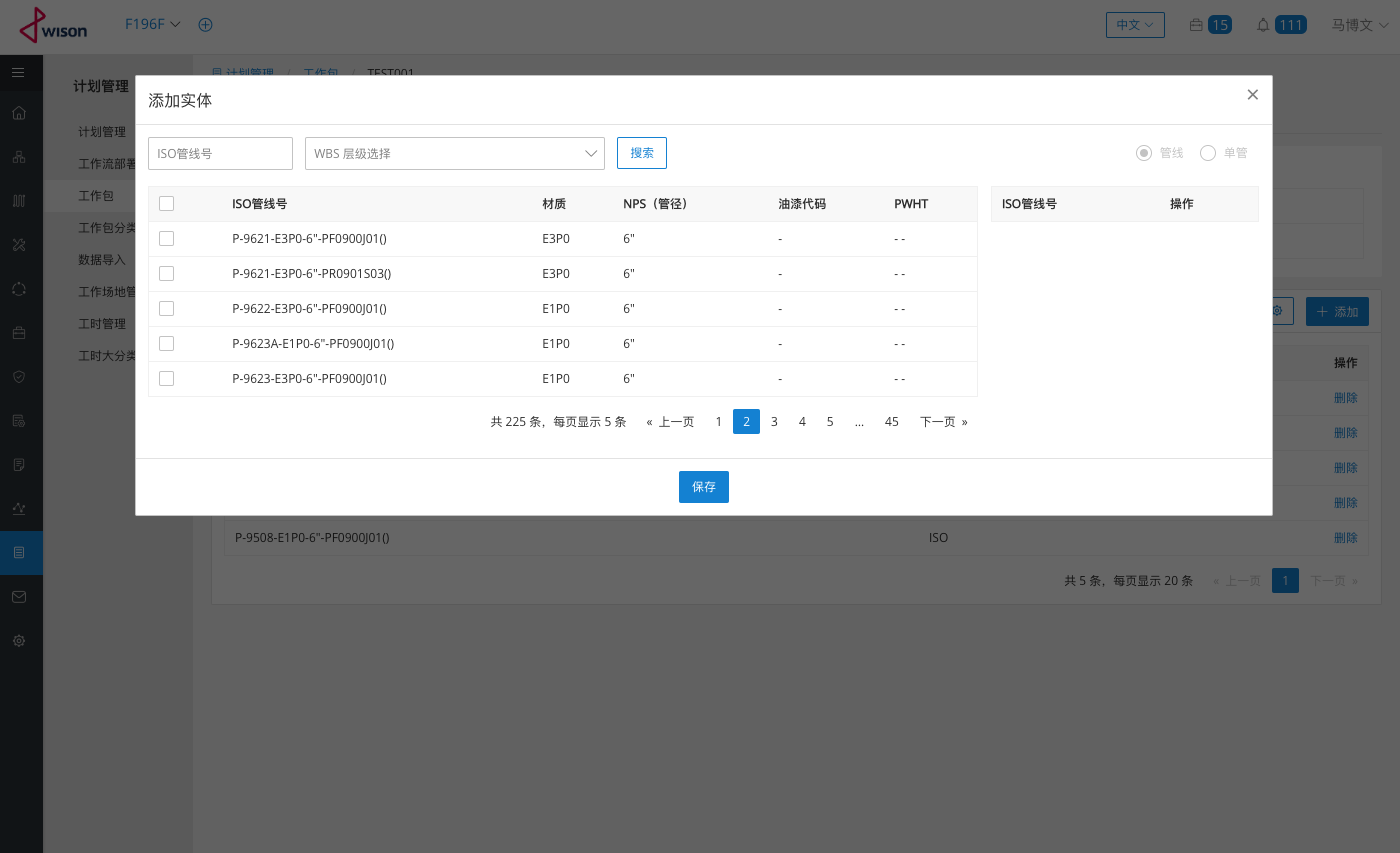 wison
F196F
中文
15
111
马博文
计划管理 / 工作包 / TEST001
计划管理
计划管理
工作流部署
工作包
工作包分类
数据导入
工作场地管
工时管理
工时大分类
添加实体
ISO管线号
WBS 层级选择
搜索
管线
单管
ISO管线号 材质 NPS（管径） 油漆代码 PWHT
P-9621-E3P0-6"-PF0900J01() E3P0 6" - - -
P-9621-E3P0-6"-PR0901S03() E3P0 6" - - -
P-9622-E3P0-6"-PF0900J01() E1P0 6" - - -
P-9623A-E1P0-6"-PF0900J01() E1P0 6" - - -
P-9623-E3P0-6"-PF0900J01() E1P0 6" - - -
ISO管线号 操作
共 225 条，每页显示 5 条 « 上一页 1 2 3 4 5 ... 45 下一页 »
保存
添加
操作
删除
删除
删除
删除
P-9508-E1P0-6"-PF0900J01() ISO 删除
共 5 条，每页显示 20 条 « 上一页 1 下一页 »